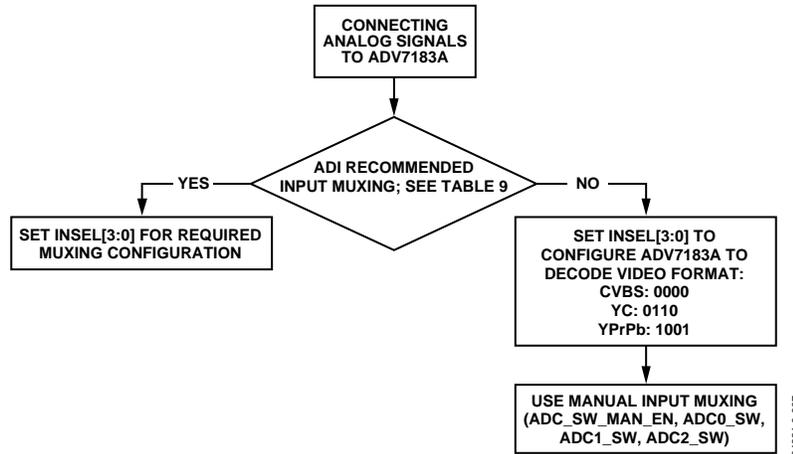 CONNECTING
ANALOG SIGNALS
TO ADV7183A
ADI RECOMMENDED
INPUT MUXING; SEE TABLE 9
YES
NO
SET INSEL[3:0] FOR REQUIRED
MUXING CONFIGURATION
SET INSEL[3:0] TO
CONFIGURE ADV7183A TO
DECODE VIDEO FORMAT:
CVBS: 0000
YC: 0110
YPrPb: 1001
USE MANUAL INPUT MUXING
(ADC_SW_MAN_EN, ADC0_SW,
ADC1_SW, ADC2_SW)